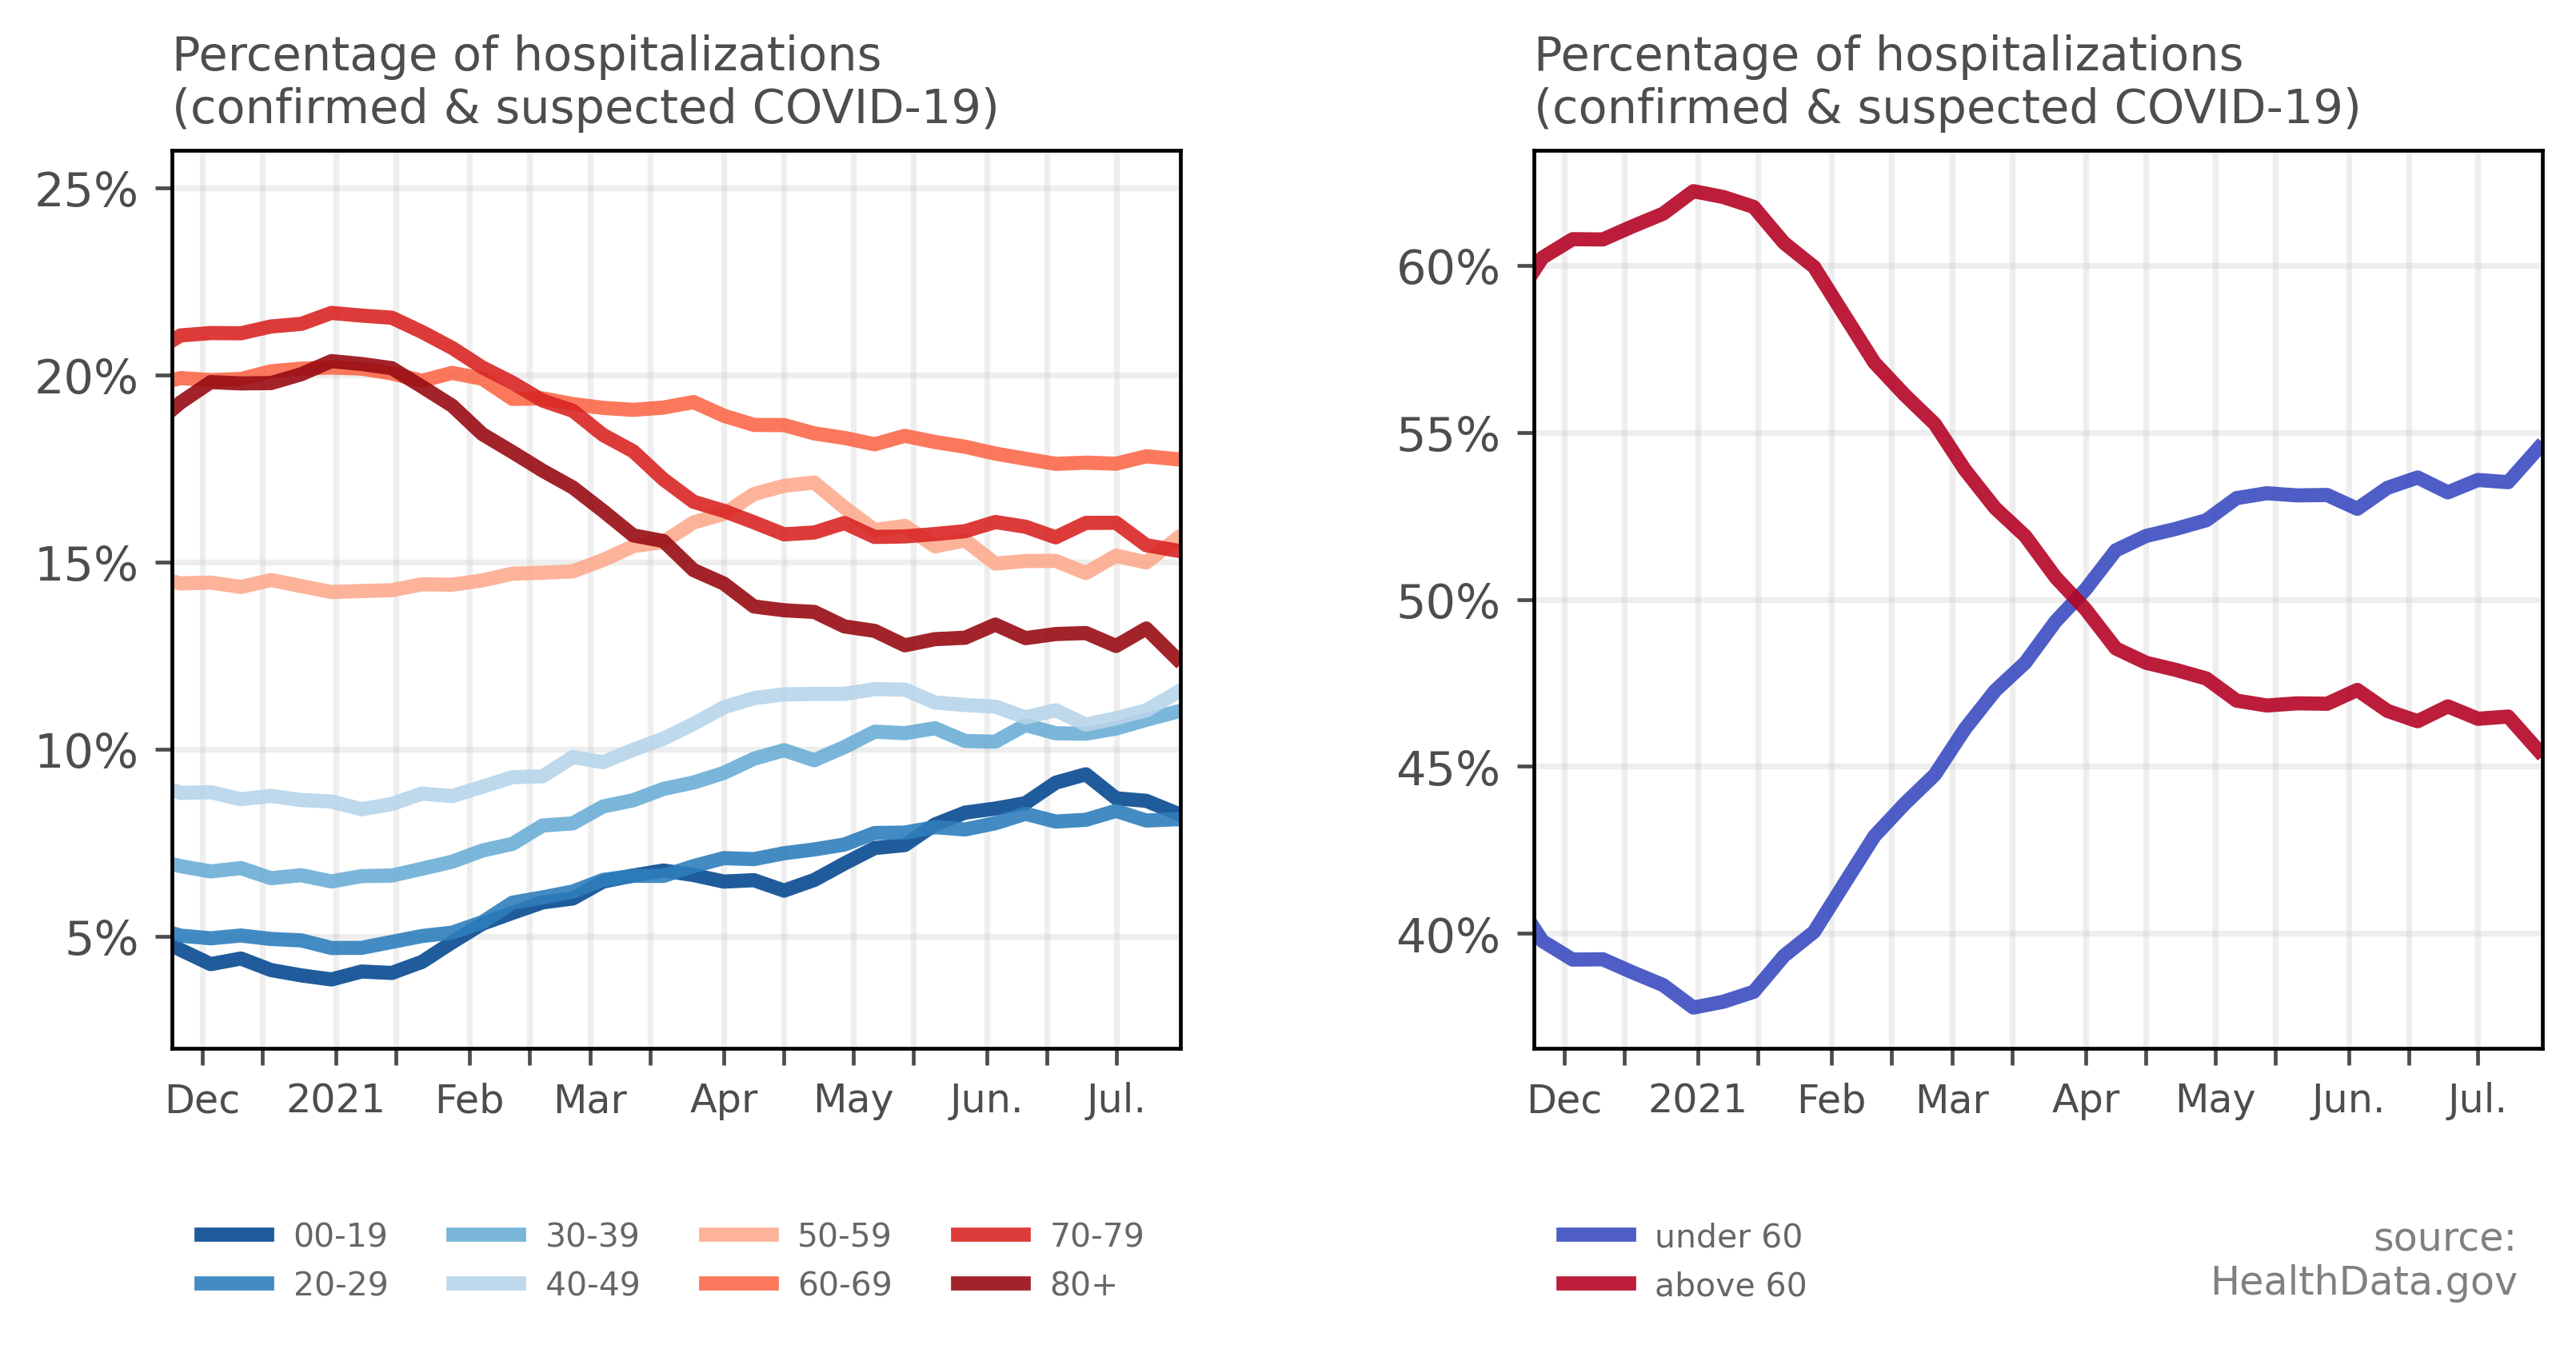 Percentage of hospitalizations
(confirmed & suspected COVID-19)
25%
20%
15%
10%
5%
Dec 2021 Feb Mar Apr May Jun. Jul.
00-19 30-39 50-59 70-79
20-29 40-49 60-69 80+
Percentage of hospitalizations
(confirmed & suspected COVID-19)
60%
55%
50%
45%
40%
Dec 2021 Feb Mar Apr May Jun. Jul.
under 60
above 60
source:
HealthData.gov